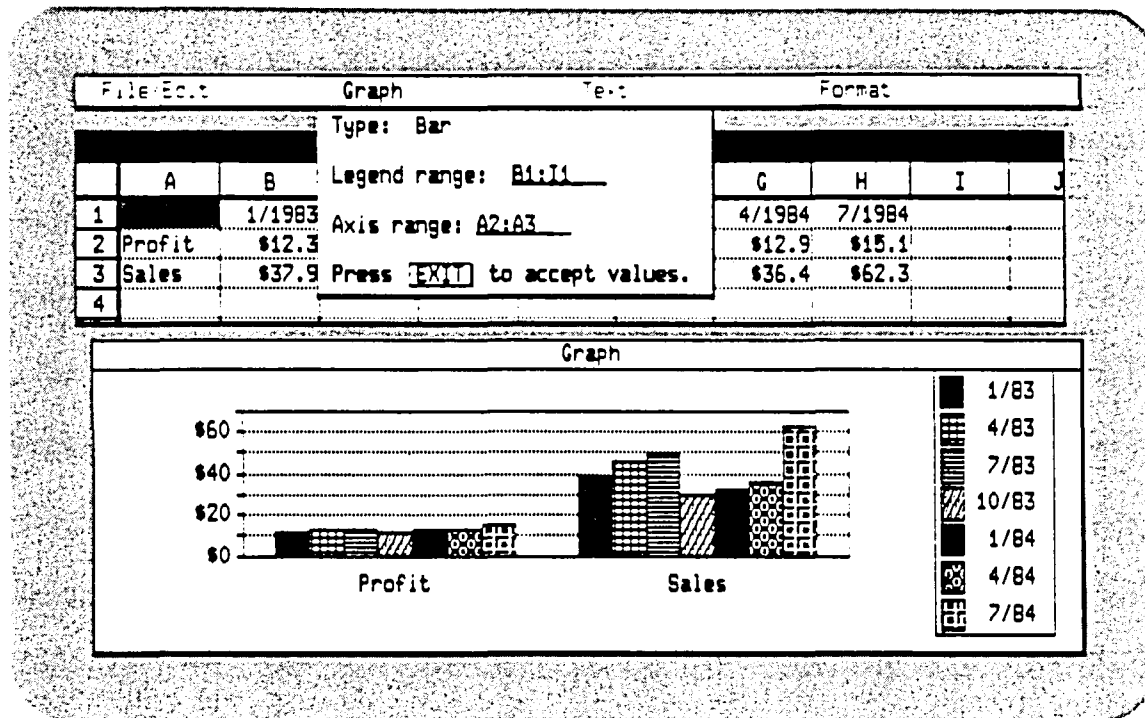 File/Edit Graph Text Format
Type: Bar
Legend range: B1:I1
Axis range: A2:A3
Press EXIT to accept values.
A B G H I J
1 1/1983 4/1984 7/1984
2 Profit $12.3 $12.9 $15.1
3 Sales $37.9 $36.4 $62.3
4
Graph
$60
$40
$20
$0
Profit Sales
1/83
4/83
7/83
10/83
1/84
4/84
7/84